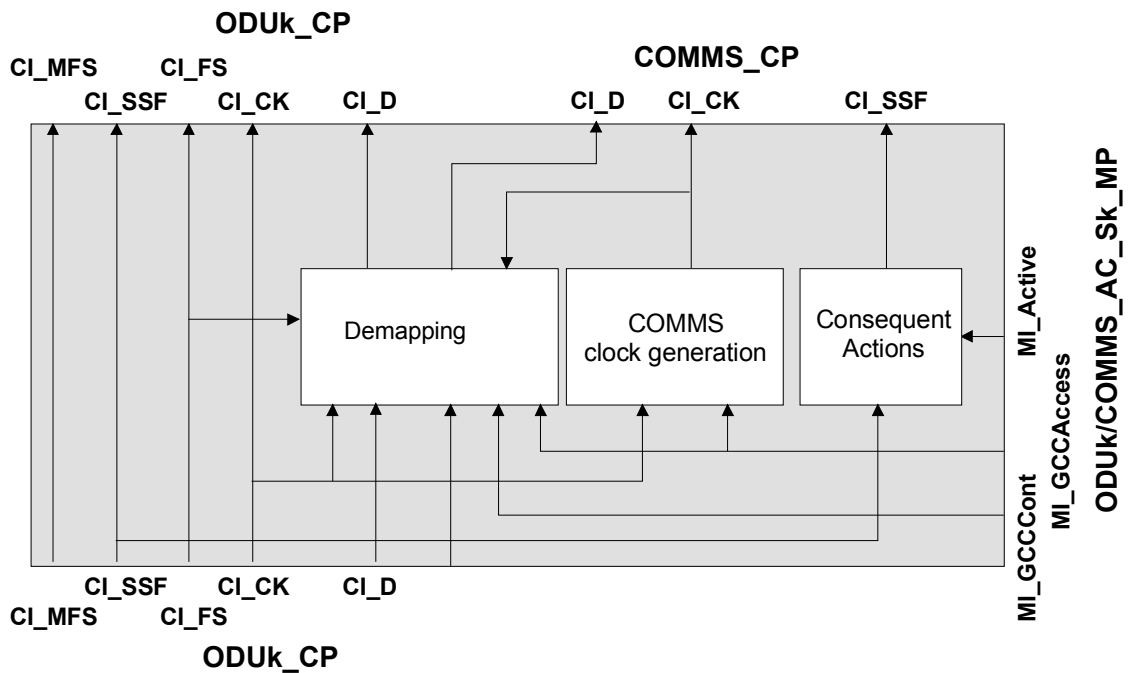 ODUk_CP
COMMS_CP
CI_MFS CI_FS
CI_SSF CI_CK CI_D CI_D CI_CK CI_SSF
Demapping
COMMS
clock generation
Consequent
Actions
MI_Active
MI_GCCAccess
MI_GCCCont
ODUk/COMMS_AC_Sk_MP
CI_SSF CI_CK CI_D
CI_MFS CI_FS
ODUk_CP